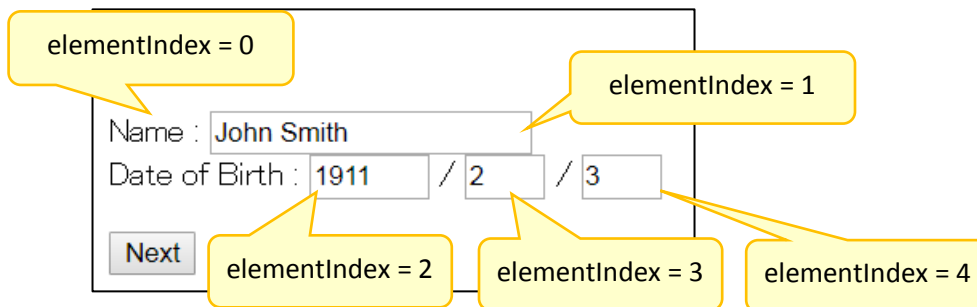 elementIndex = 0
elementIndex = 1
Name : John Smith
Date of Birth : 1911 / 2 / 3
Next
elementIndex = 2
elementIndex = 3
elementIndex = 4